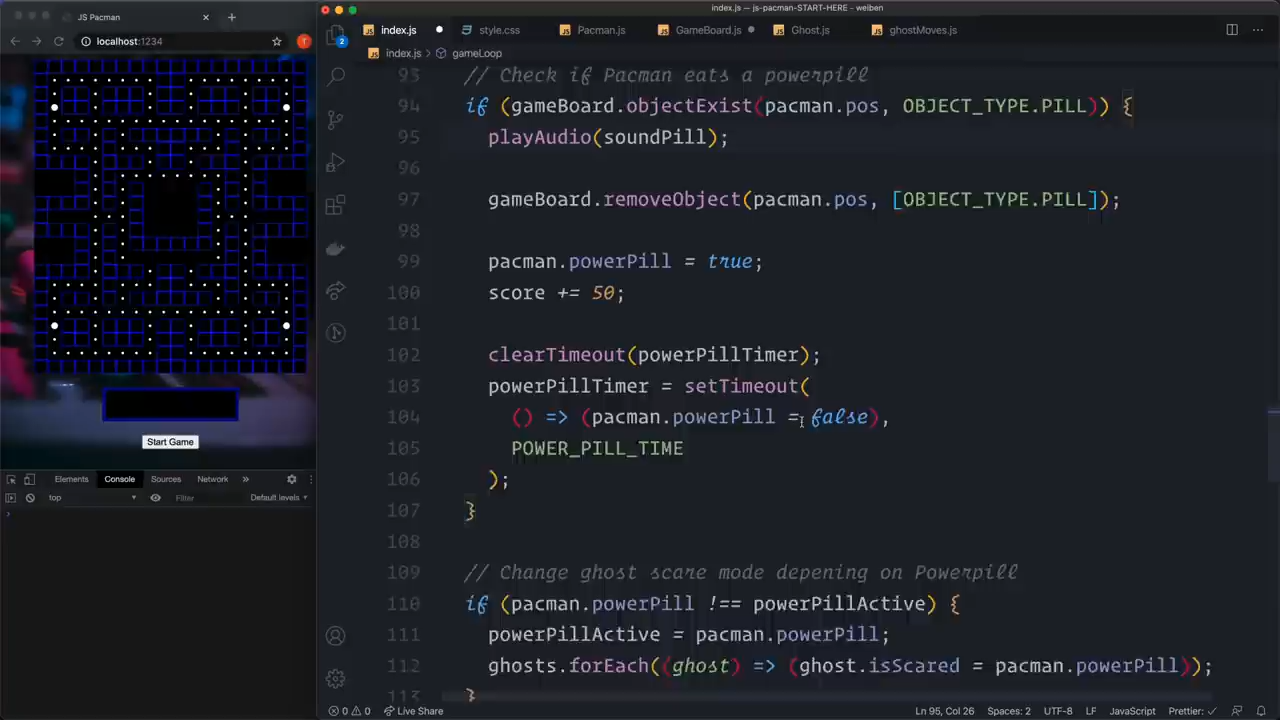 JS Pacman
localhost:1234
T
Start Game
Elements Console Sources Network »
top Filter Default levels
index.js — js-pacman-START-HERE — weiben
index.js style.css Pacman.js GameBoard.js Ghost.js ghostMoves.js
index.js > gameLoop
2
93 // Check if Pacman eats a powerpill
94 if (gameBoard.objectExist(pacman.pos, OBJECT_TYPE.PILL)) {
95 playAudio(soundPill);
96
97 gameBoard.removeObject(pacman.pos, [OBJECT_TYPE.PILL]);
98
99 pacman.powerPill = true;
100 score += 50;
101
102 clearTimeout(powerPillTimer);
103 powerPillTimer = setTimeout(
104 () => (pacman.powerPill = false),
105 POWER_PILL_TIME
106 );
107 }
108
109 // Change ghost scare mode depening on Powerpill
110 if (pacman.powerPill !== powerPillActive) {
111 powerPillActive = pacman.powerPill;
112 ghosts.forEach((ghost) => (ghost.isScared = pacman.powerPill));
113 }
0 0 Live Share Ln 95, Col 26 Spaces: 2 UTF-8 LF JavaScript Prettier: ✓